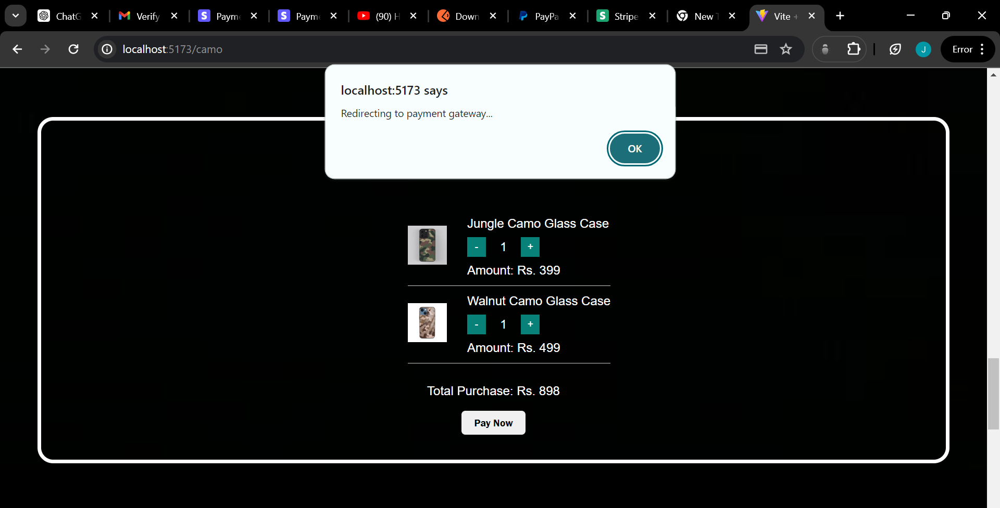 ChatG
Verify
Payme
Payme
(90) H
Down
PayPa
Stripe
New T
Vite +
localhost:5173/camo
J
Error
localhost:5173 says
Redirecting to payment gateway...
OK
Jungle Camo Glass Case
- 1 +
Amount: Rs. 399
Walnut Camo Glass Case
- 1 +
Amount: Rs. 499
Total Purchase: Rs. 898
Pay Now